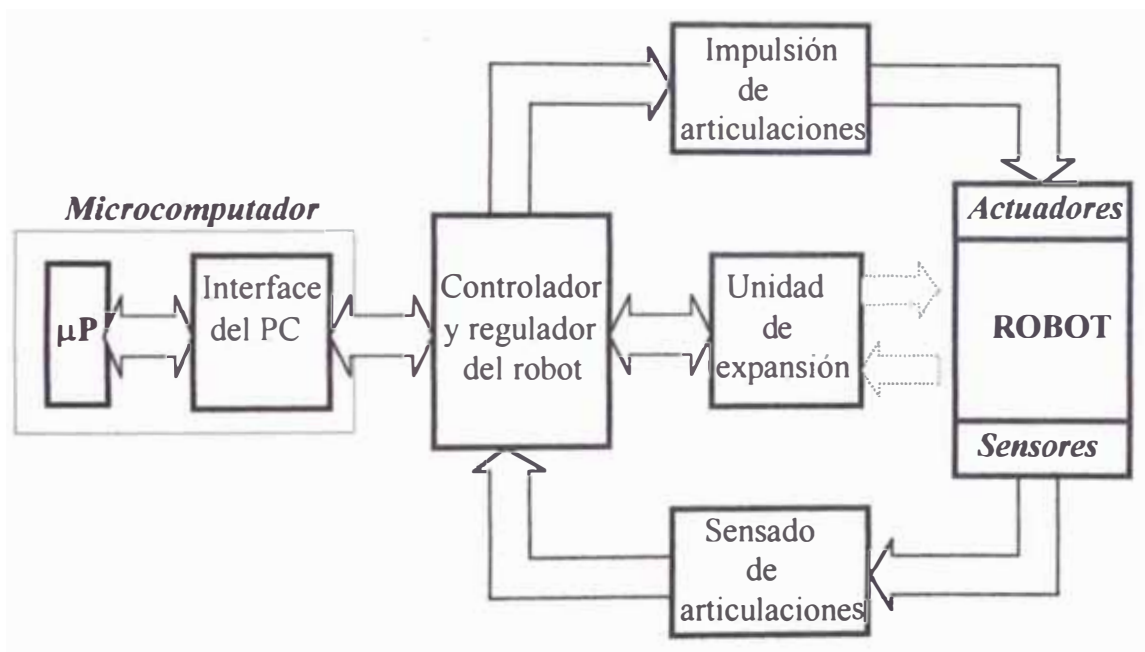 Impulsión
de
articulaciones
Microcomputador
Actuadores
μP
Interface
del PC
Controlador
y regulador
del robot
Unidad
de
expansión
ROBOT
Sensores
Sensado
de
articulaciones